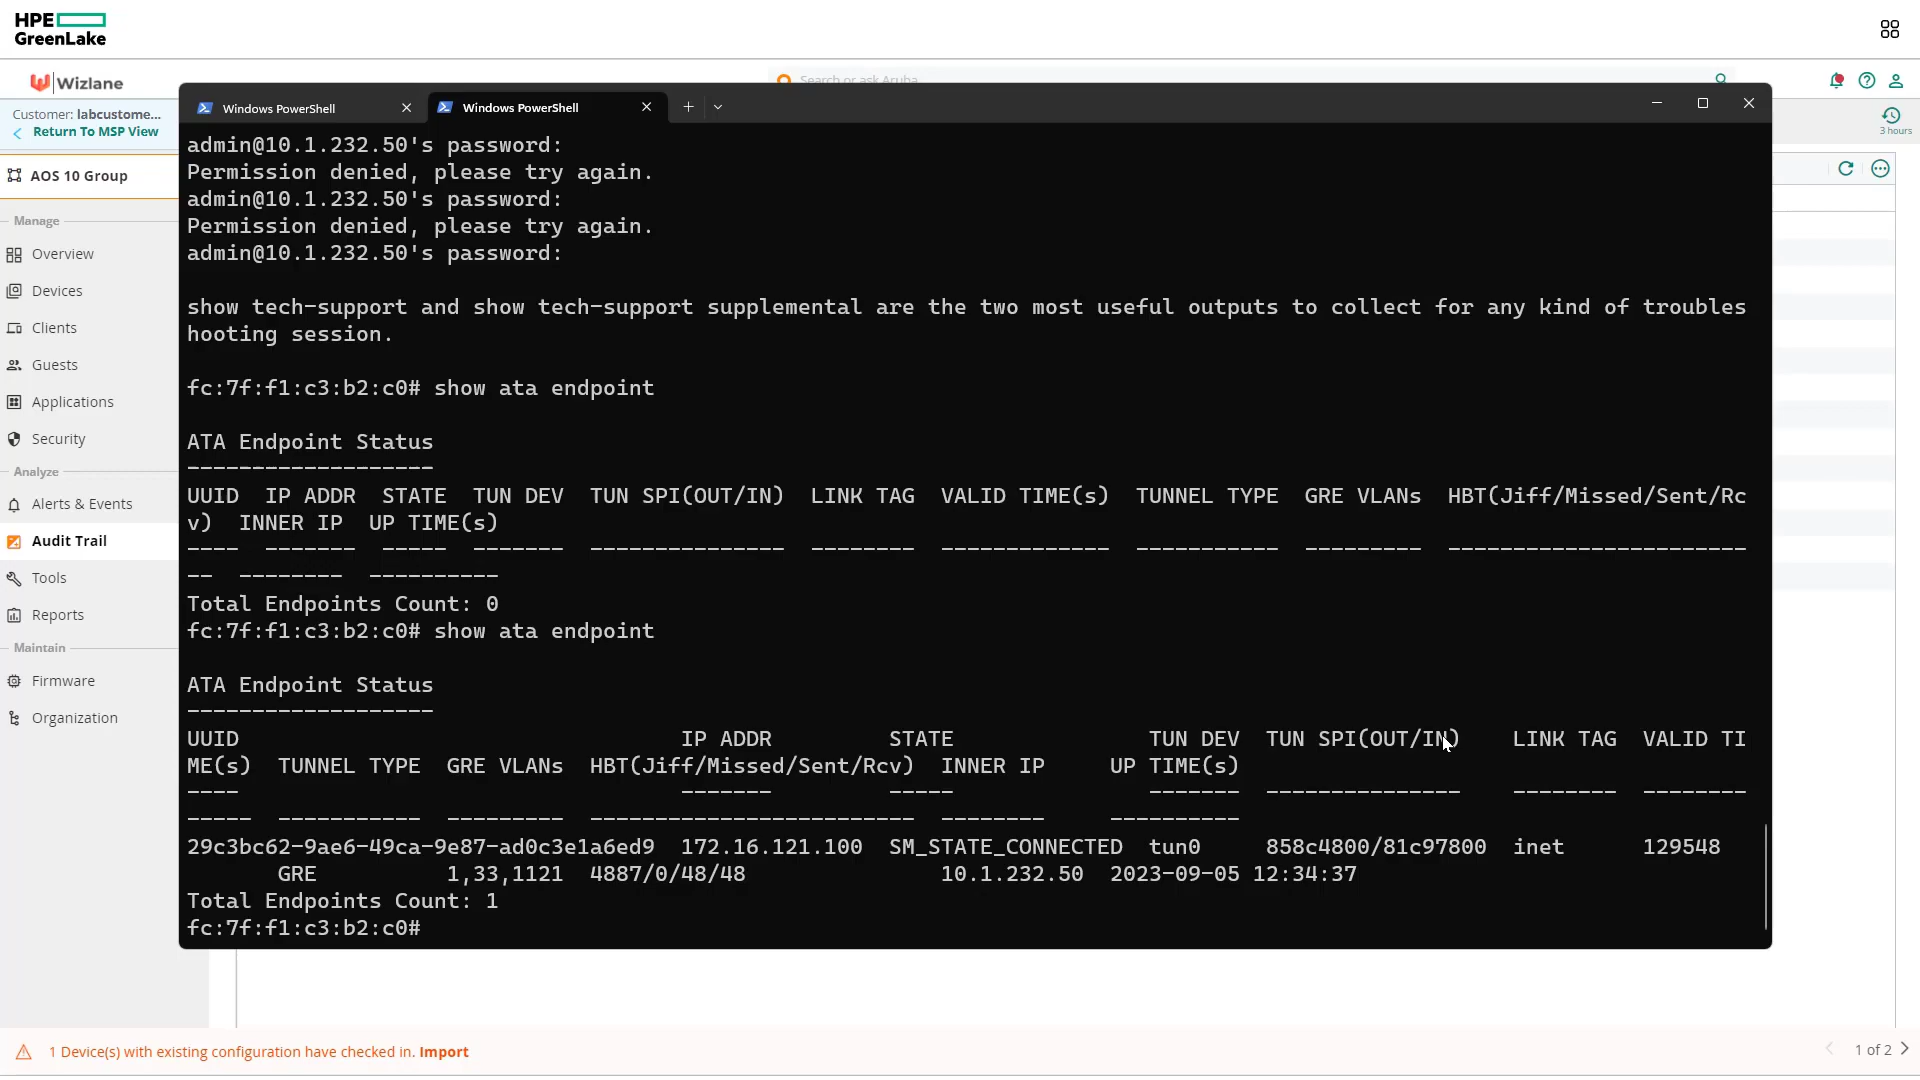 HPE
GreenLake
Wizlane
Search or ask Aruba
Customer: labcustome...
Return To MSP View
3 hours
AOS 10 Group
Manage
Overview
Devices
Clients
Guests
Applications
Security
Analyze
Alerts & Events
Audit Trail
Tools
Reports
Maintain
Firmware
Organization
Windows PowerShell
Windows PowerShell
admin@10.1.232.50's password:
Permission denied, please try again.
admin@10.1.232.50's password:
Permission denied, please try again.
admin@10.1.232.50's password:
show tech-support and show tech-support supplemental are the two most useful outputs to collect for any kind of troubles
hooting session.
fc:7f:f1:c3:b2:c0# show ata endpoint
ATA Endpoint Status
-------------------
UUID  IP ADDR  STATE  TUN DEV  TUN SPI(OUT/IN)  LINK TAG  VALID TIME(s)  TUNNEL TYPE  GRE VLANs  HBT(Jiff/Missed/Sent/Rc
v)  INNER IP  UP TIME(s)
----  -------  -----  -------  ---------------  --------  -------------  -----------  ---------  -----------------------
--  --------  ----------
Total Endpoints Count: 0
fc:7f:f1:c3:b2:c0# show ata endpoint
ATA Endpoint Status
-------------------
UUID                                  IP ADDR         STATE               TUN DEV  TUN SPI(OUT/IN)    LINK TAG  VALID TI
ME(s)  TUNNEL TYPE  GRE VLANs  HBT(Jiff/Missed/Sent/Rcv)  INNER IP     UP TIME(s)
----                                  -------         -----               -------  ---------------    --------  --------
-----  -----------  ---------  -------------------------  --------     ----------
29c3bc62-9ae6-49ca-9e87-ad0c3e1a6ed9  172.16.121.100  SM_STATE_CONNECTED  tun0     858c4800/81c97800  inet      129548
       GRE          1,33,1121  4887/0/48/48               10.1.232.50  2023-09-05 12:34:37
Total Endpoints Count: 1
fc:7f:f1:c3:b2:c0#
1 Device(s) with existing configuration have checked in. Import
1 of 2